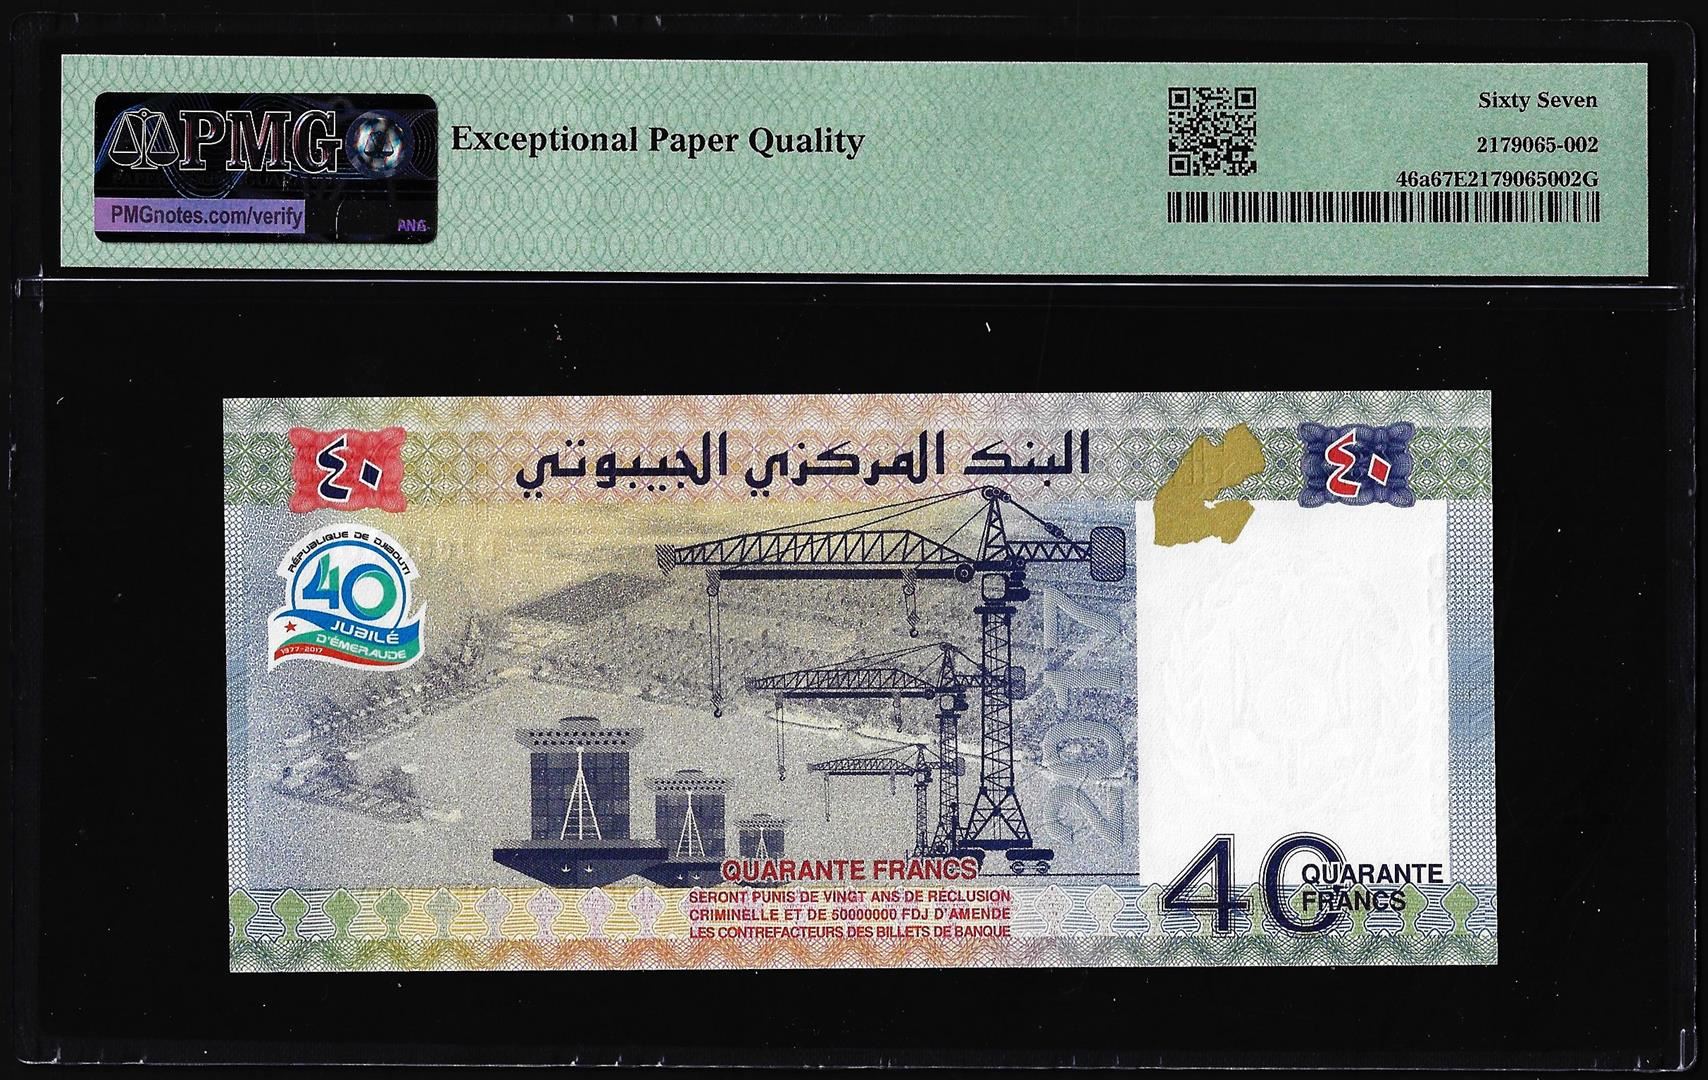 PMG
PMGnotes.com/verify
ANA
Exceptional Paper Quality
Sixty Seven
2179065-002
46a67E2179065002G
البنك المركزي الجيبوتي
٤٠
٤٠
RÉPUBLIQUE DE DJIBOUTI
40
JUBILÉ
D'ÉMERAUDE
1977-2017
2017
QUARANTE FRANCS
SERONT PUNIS DE VINGT ANS DE RÉCLUSION
CRIMINELLE ET DE 50000000 FDJ D'AMENDE
LES CONTREFACTEURS DES BILLETS DE BANQUE
40
QUARANTE
FRANCS